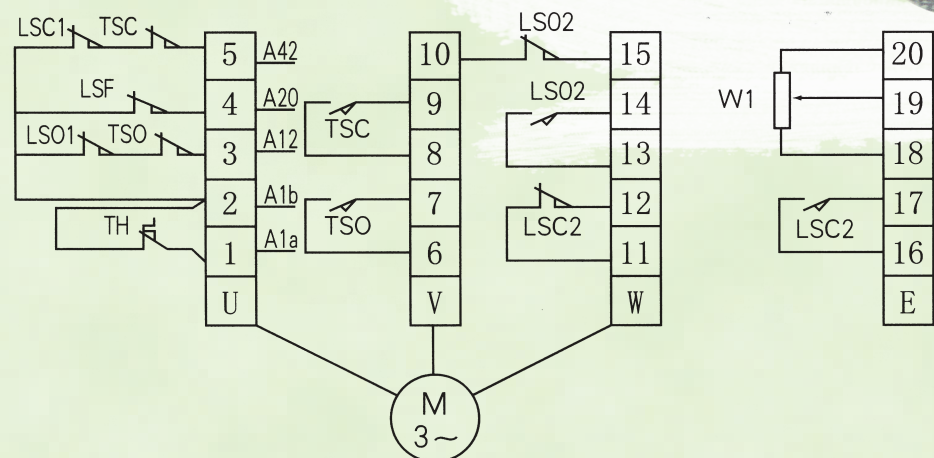 LSC1 TSC
5 A42
LSF
4 A20
LSO1 TSO
3 A12
2 A1b
TH
1 A1a
U
10
9
TSC
8
7
TSO
6
V
LSO2
15
LSO2
14
13
12
LSC2
11
W
20
W1
19
18
17
LSC2
16
E
M
3~